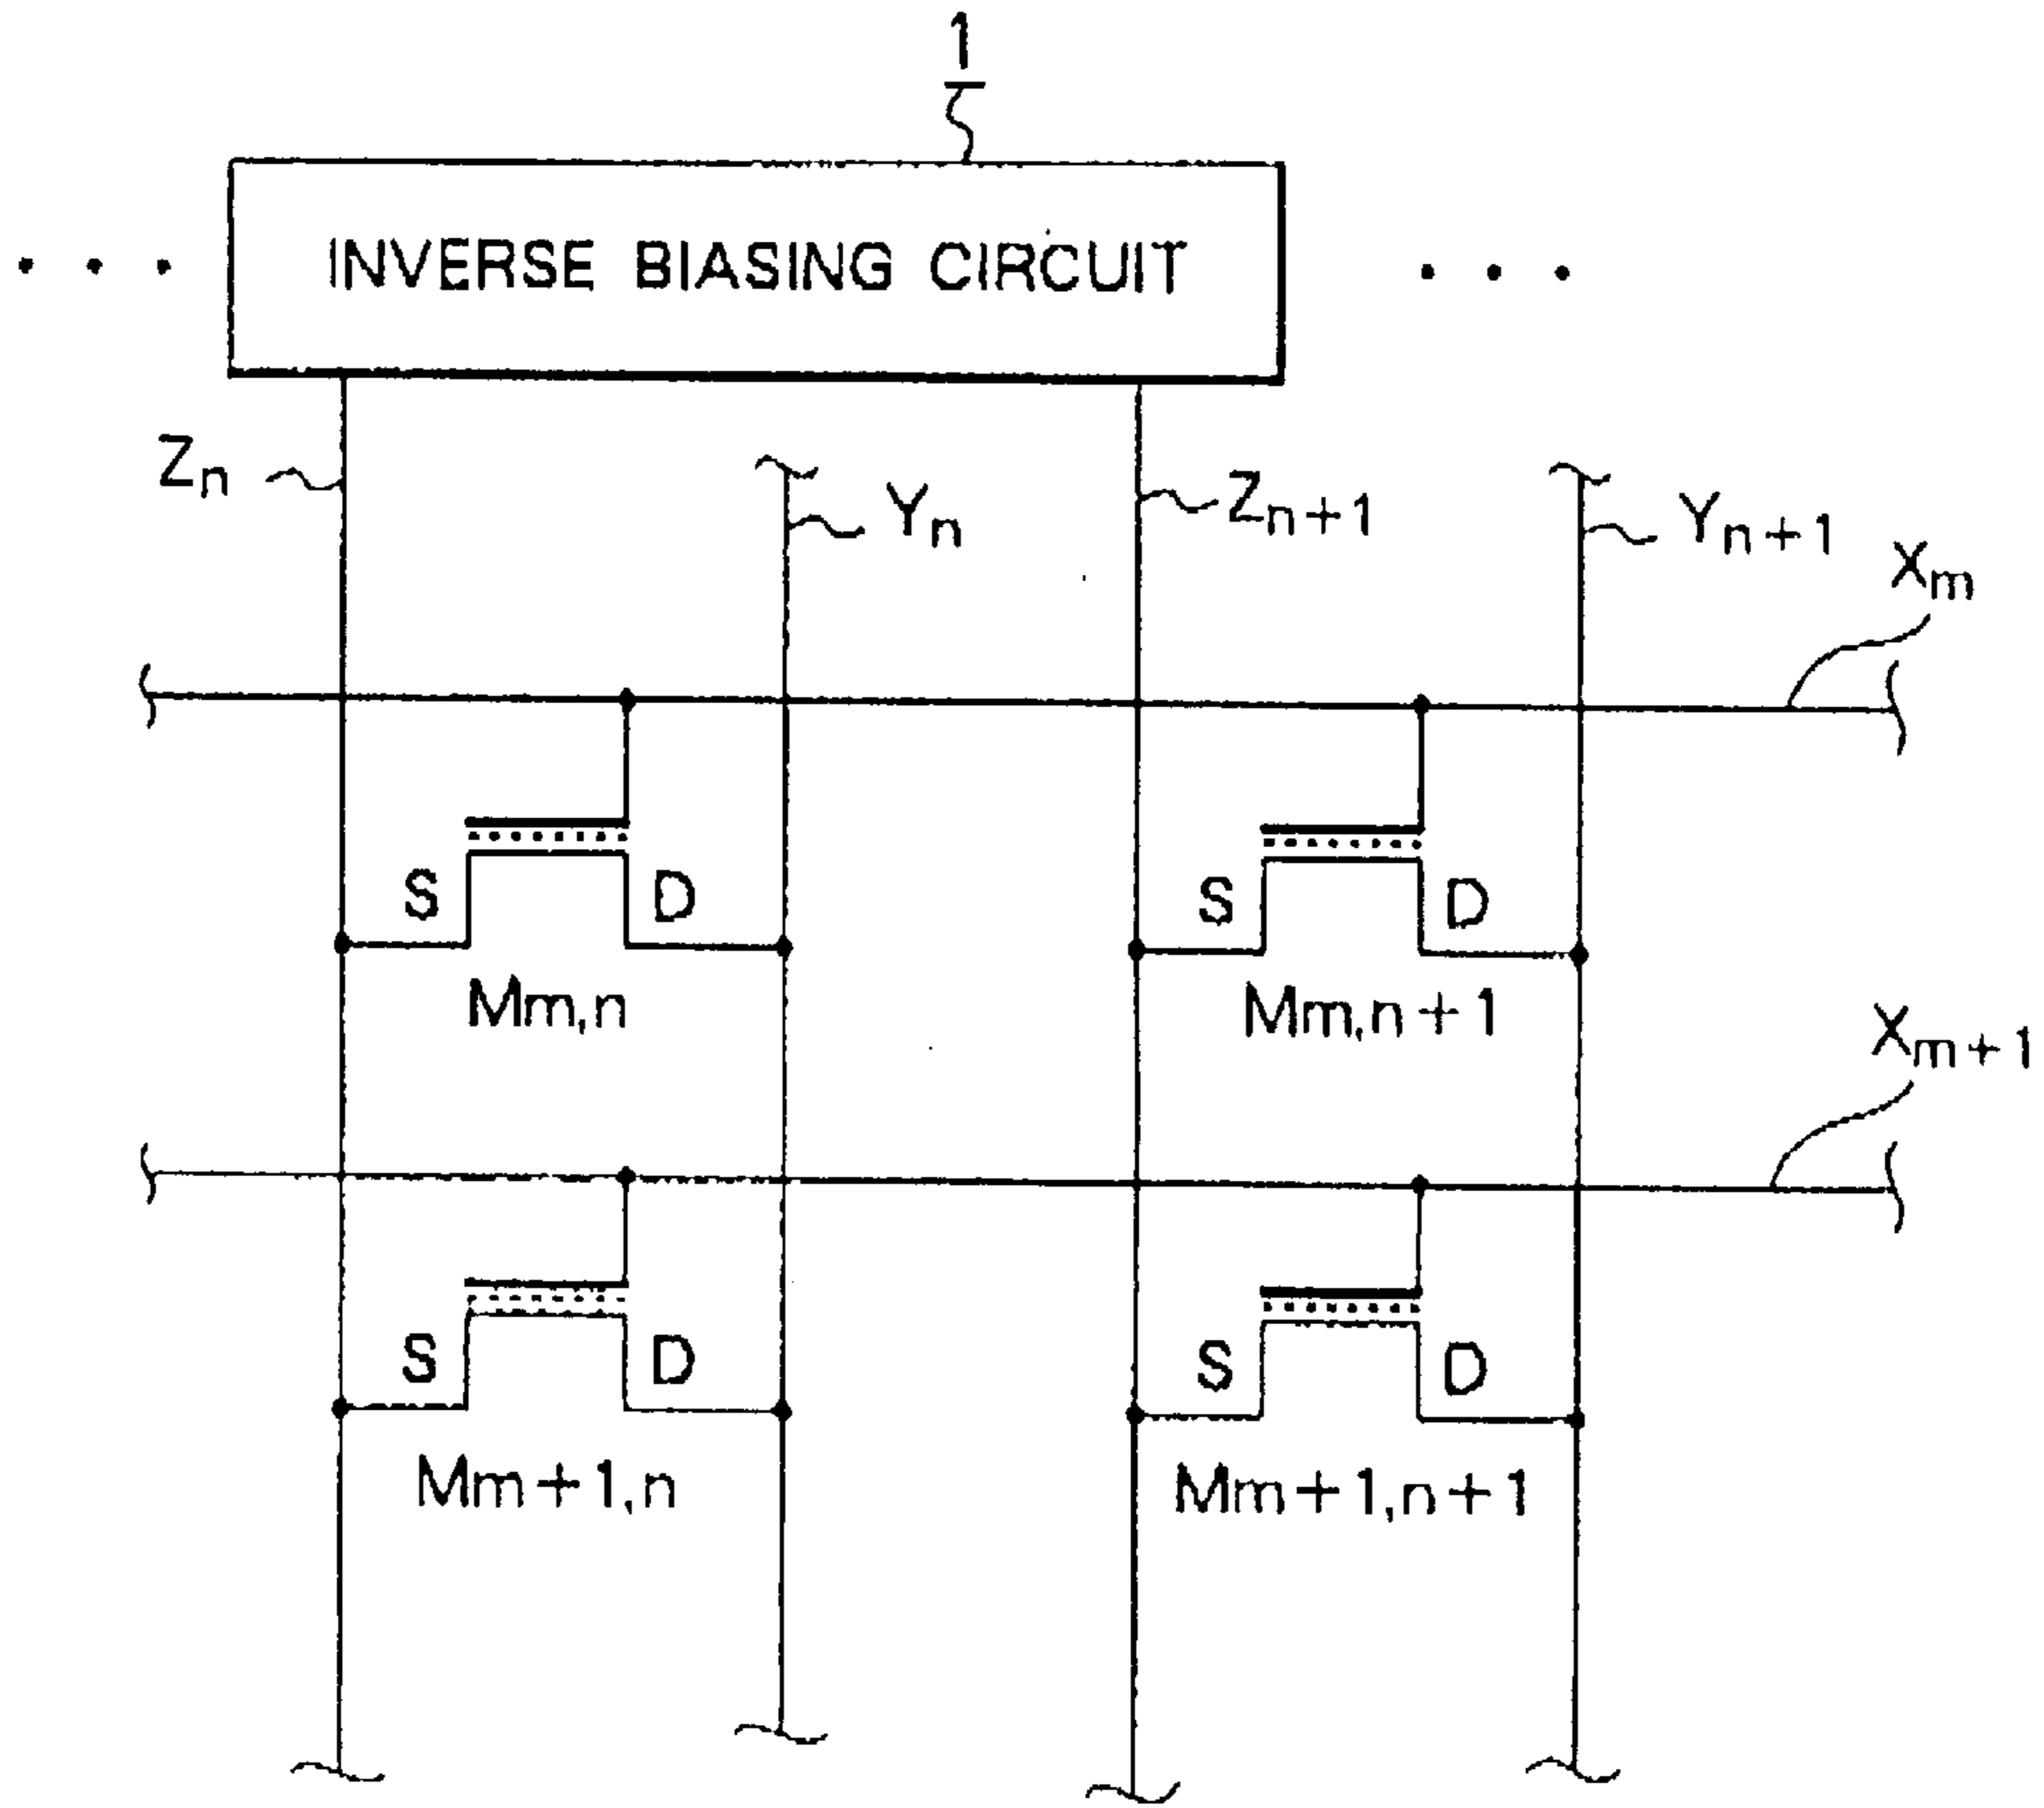 1
INVERSE BIASING CIRCUIT
Zn
Yn
Zn+1
Yn+1
Xm
S D
S D
Mm,n
Mm,n+1
Xm+1
S D
S D
Mm+1,n
Mm+1,n+1